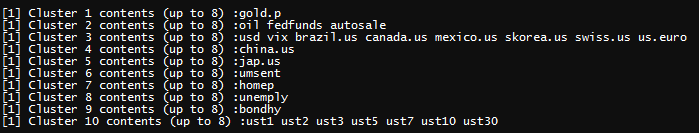 [1] Cluster 1 contents (up to 8) :gold.p
[1] Cluster 2 contents (up to 8) :oil fedfunds autosale
[1] Cluster 3 contents (up to 8) :usd vix brazil.us canada.us mexico.us skorea.us swiss.us us.euro
[1] Cluster 4 contents (up to 8) :china.us
[1] Cluster 5 contents (up to 8) :jap.us
[1] Cluster 6 contents (up to 8) :umsent
[1] Cluster 7 contents (up to 8) :homep
[1] Cluster 8 contents (up to 8) :unemply
[1] Cluster 9 contents (up to 8) :bondhy
[1] Cluster 10 contents (up to 8) :ust1 ust2 ust3 ust5 ust7 ust10 ust30